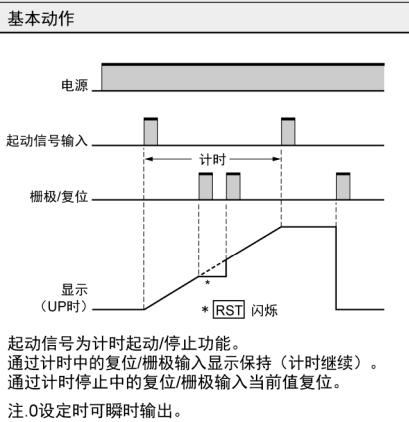 基本动作
电源
起动信号输入
计时
栅极/复位
*
显示
(UP时)
* RST 闪烁
起动信号为计时起动/停止功能。
通过计时中的复位/栅极输入显示保持（计时继续）。
通过计时停止中的复位/栅极输入当前值复位。
注.0设定时可瞬时输出。